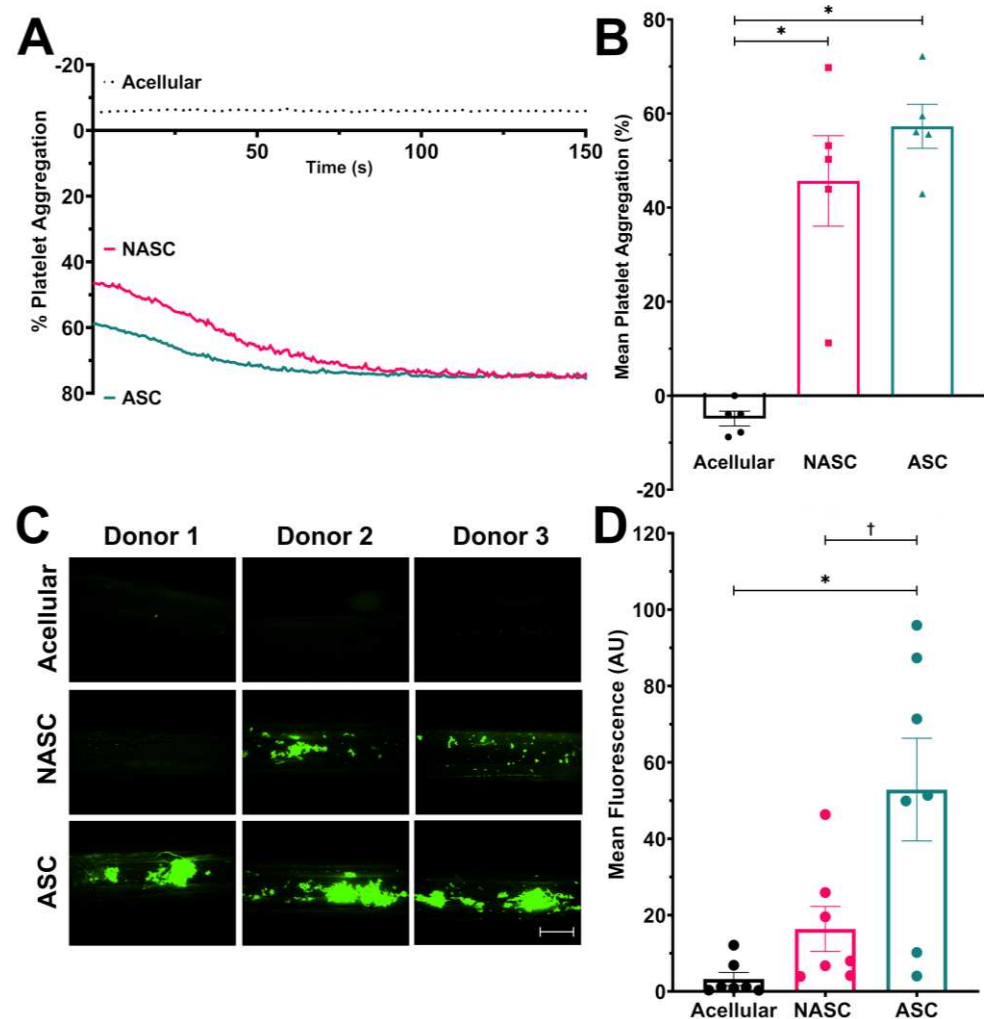 A
-20
0
20
40
60
80
% Platelet Aggregation
Acellular
50
100
150
Time (s)
NASC
ASC
B
*
*
80
60
40
20
0
-20
Mean Platelet Aggregation (%)
Acellular
NASC
ASC
C
Donor 1
Donor 2
Donor 3
Acellular
NASC
ASC
D
†
*
120
100
80
60
40
20
0
Mean Fluorescence (AU)
Acellular
NASC
ASC